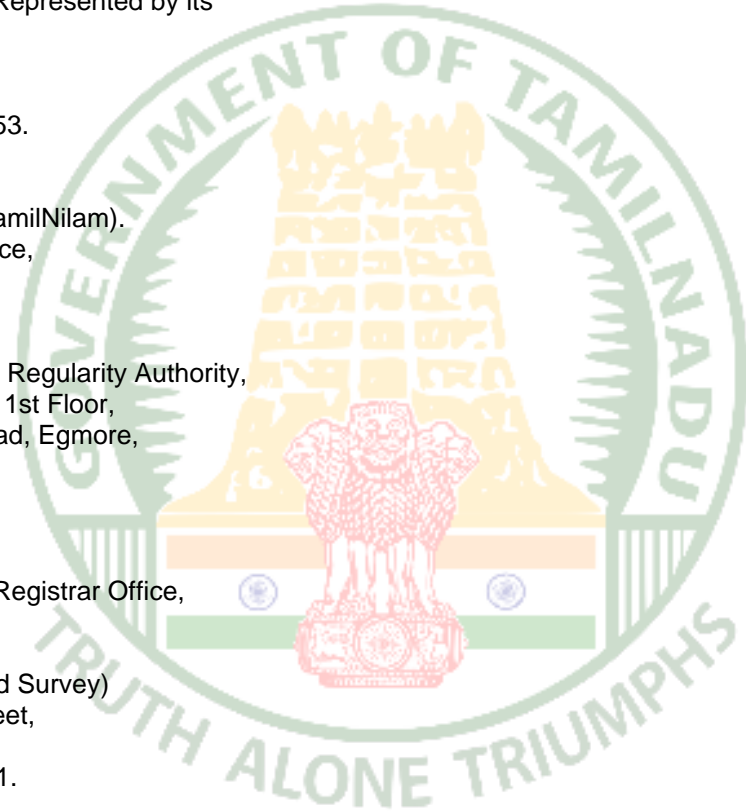 Represented by its
53.
amilNilam).
ce,
Regularity Authority,
1st Floor,
ad, Egmore,
Registrar Office,
d Survey)
eet,
1.
GOVERNMENT OF TAMILNADU
TRUTH ALONE TRIUMPHS